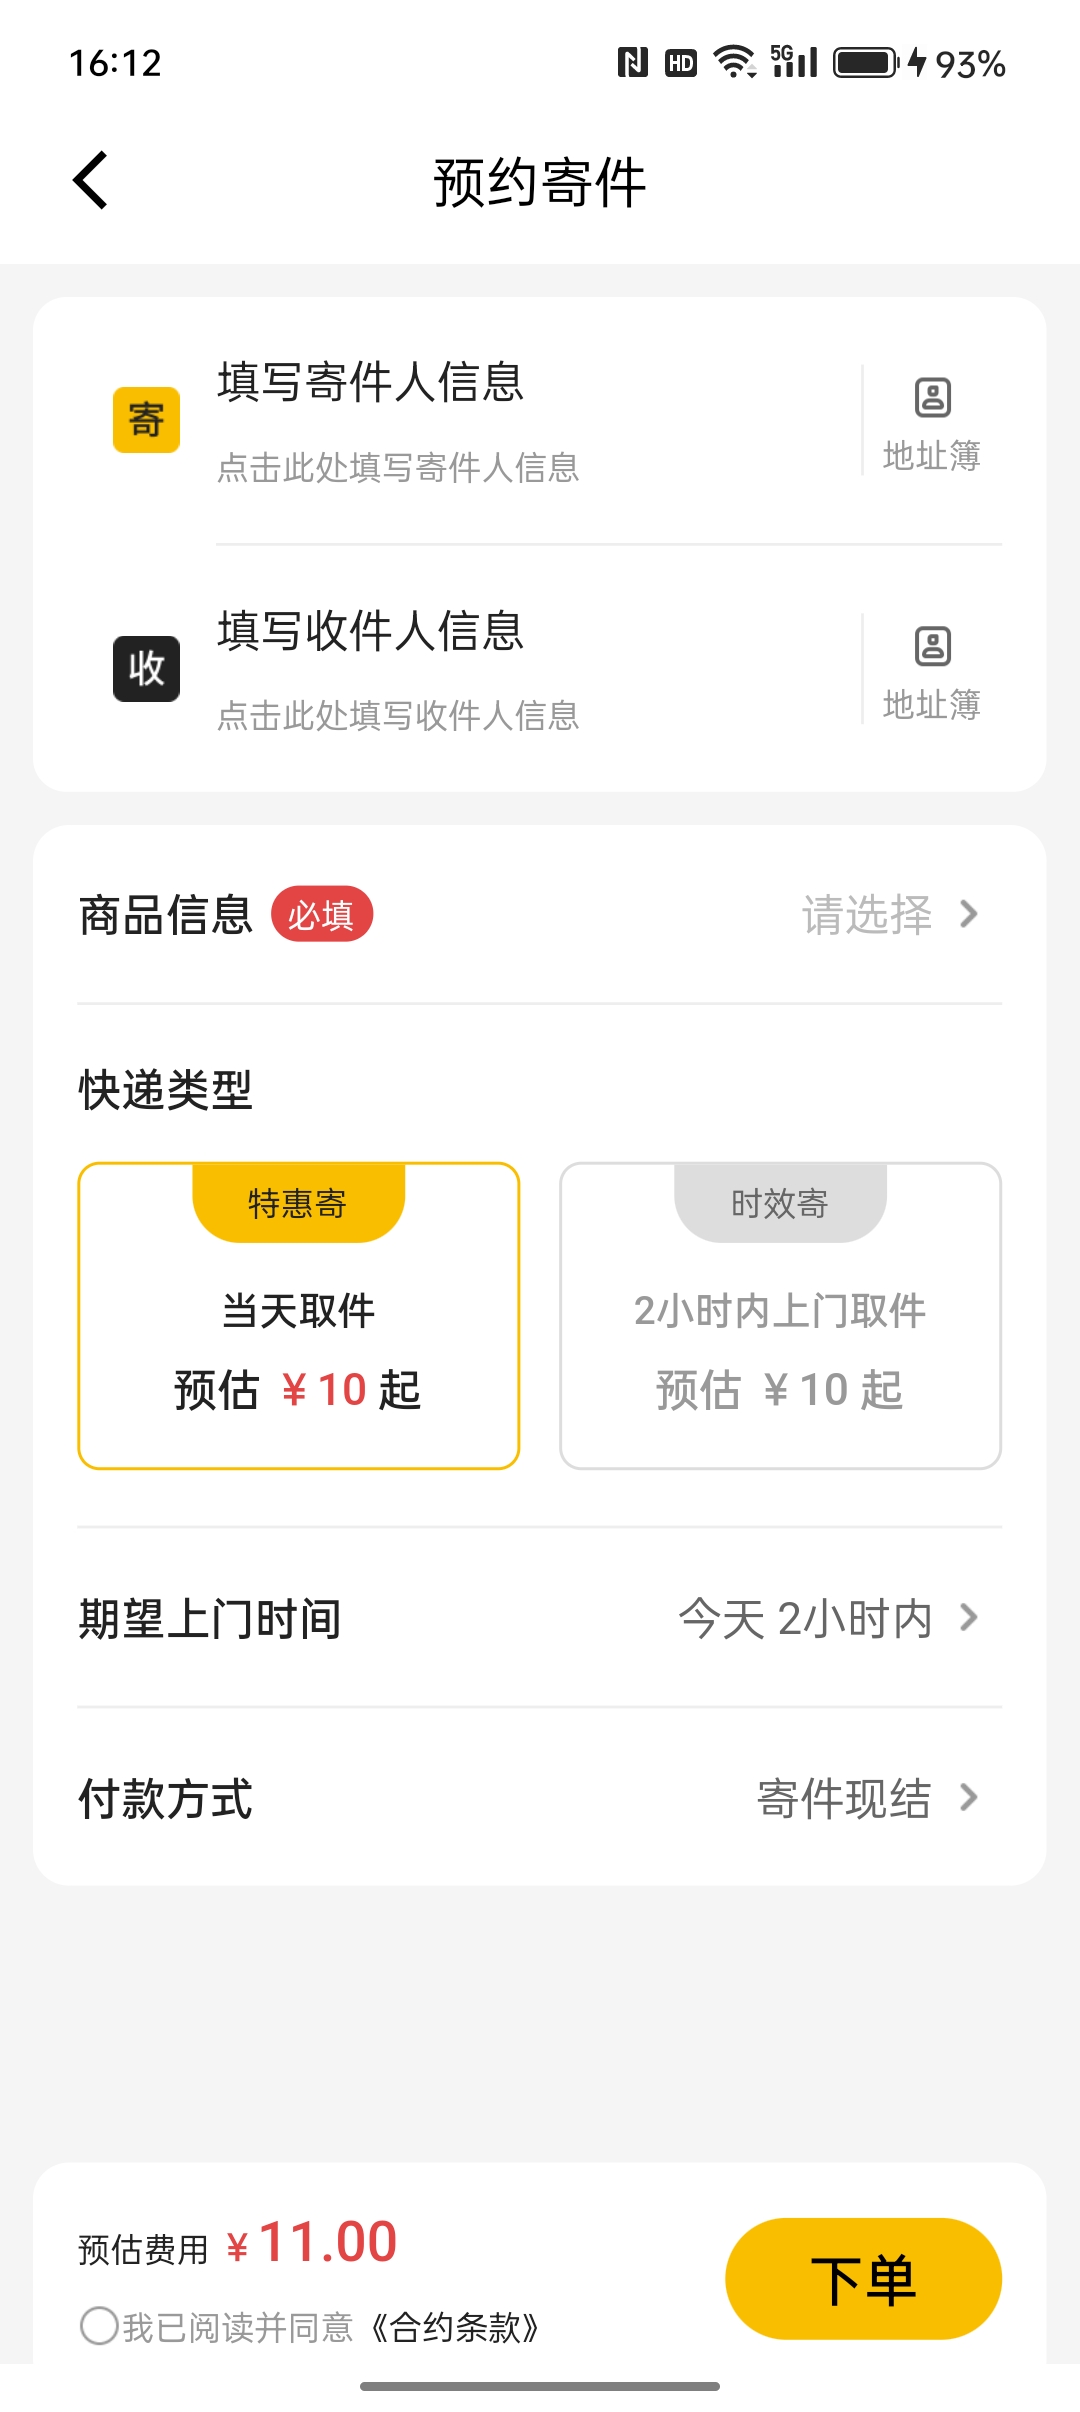 16:12
HD
5G
93%
预约寄件
寄
填写寄件人信息
点击此处填写寄件人信息
地址簿
收
填写收件人信息
点击此处填写收件人信息
地址簿
商品信息 必填 请选择
快递类型
特惠寄
当天取件
预估 ¥10 起
时效寄
2小时内上门取件
预估 ¥10 起
期望上门时间 今天 2小时内
付款方式 寄件现结
预估费用 ¥11.00
我已阅读并同意《合约条款》
下单